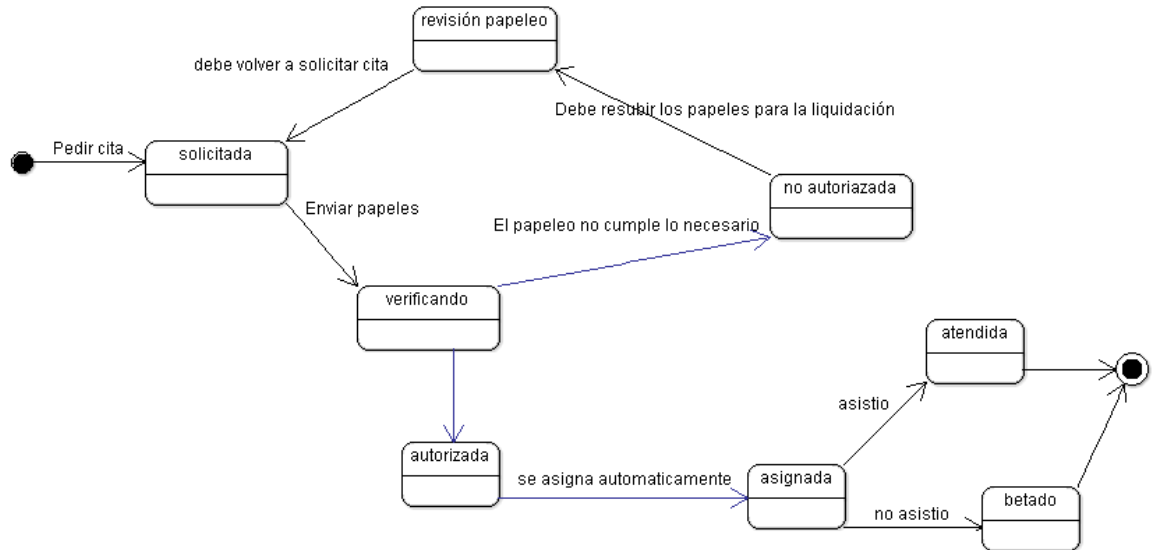 revisión papeleo
debe volver a solicitar cita
Debe resubir los papeles para la liquidación
Pedir cita
solicitada
no autoriazada
Enviar papeles
El papeleo no cumple lo necesario
verificando
atendida
asistio
autorizada
se asigna automaticamente
asignada
no asistio
betado